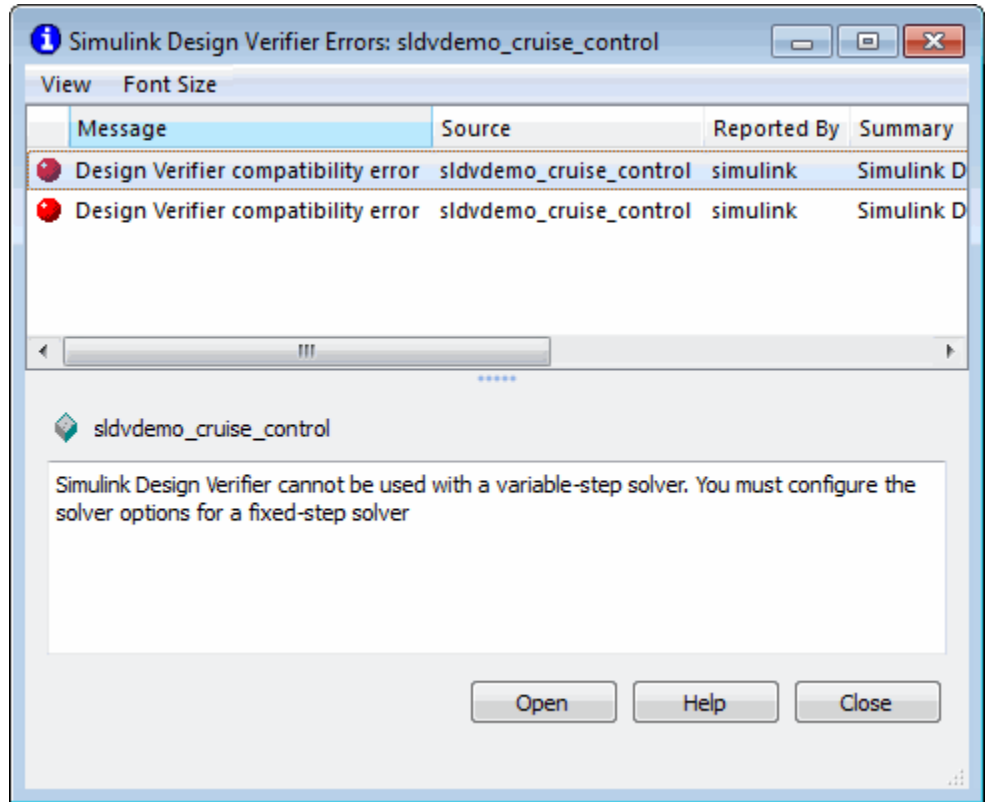 Simulink Design Verifier Errors: sldvdemo_cruise_control
View Font Size
Message Source Reported By Summary
Design Verifier compatibility error sldvdemo_cruise_control simulink Simulink D
Design Verifier compatibility error sldvdemo_cruise_control simulink Simulink D
sldvdemo_cruise_control
Simulink Design Verifier cannot be used with a variable-step solver. You must configure the
solver options for a fixed-step solver
Open Help Close